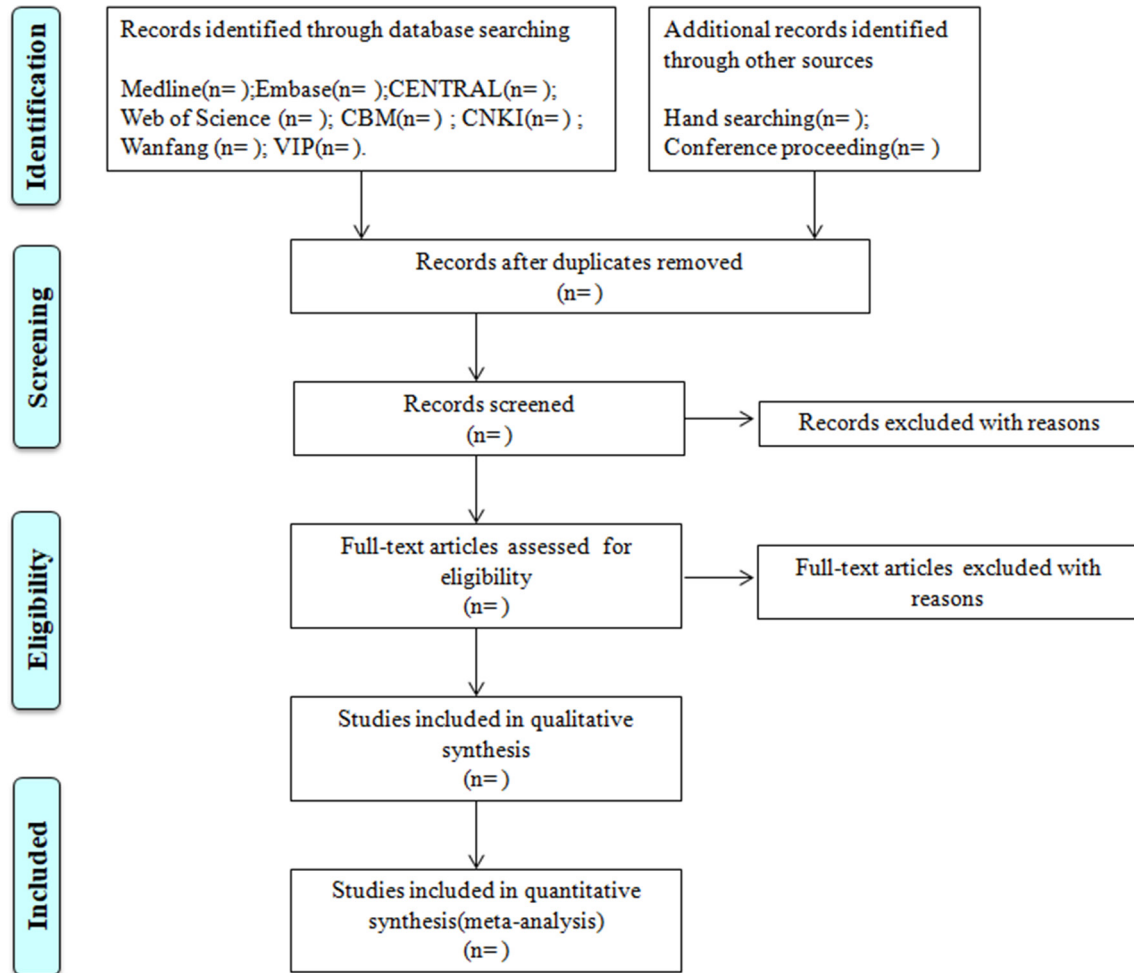 Identification
Records identified through database searching
Medline(n= );Embase(n= );CENTRAL(n= );
Web of Science (n= ); CBM(n= ) ; CNKI(n= ) ;
Wanfang (n= ); VIP(n= ).
Additional records identified
through other sources
Hand searching(n= );
Conference proceeding(n= )
Screening
Records after duplicates removed
(n= )
Records screened
(n= )
Records excluded with reasons
Eligibility
Full-text articles assessed for
eligibility
(n= )
Full-text articles excluded with
reasons
Studies included in qualitative
synthesis
(n= )
Included
Studies included in quantitative
synthesis(meta-analysis)
(n= )